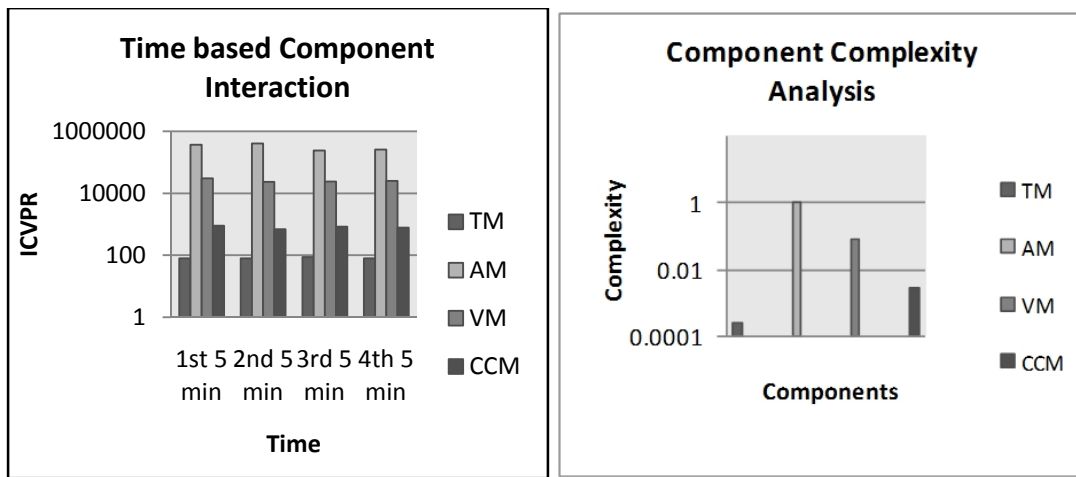 Time based Component
Interaction
1000000
10000
100
1
ICVPR
1st 5 2nd 5 3rd 5 4th 5
min min min min
Time
TM
AM
VM
CCM
Component Complexity
Analysis
1
0.01
0.0001
Complexity
Components
TM
AM
VM
CCM